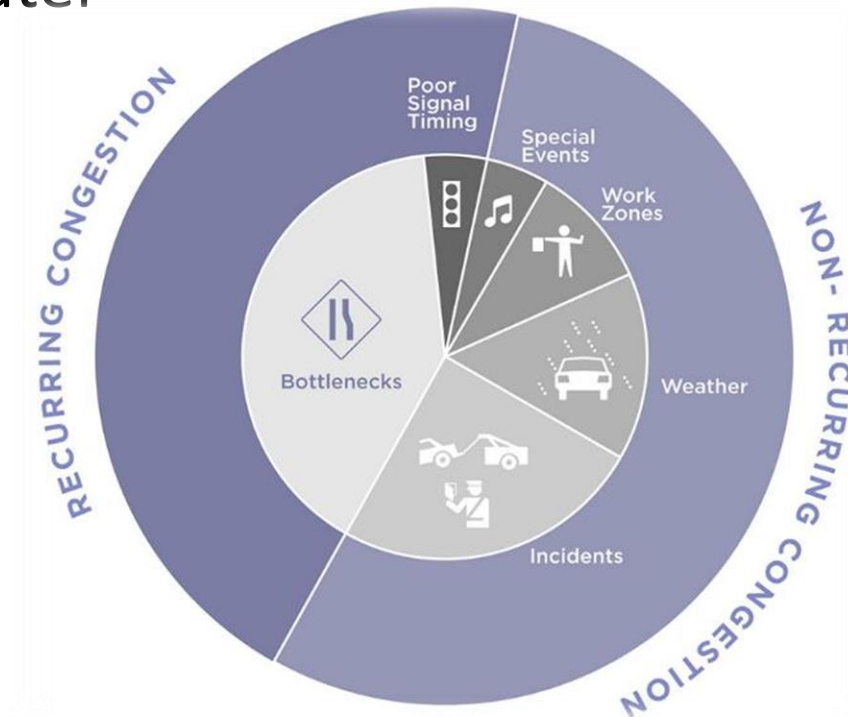 RECURRING CONGESTION
Poor
Signal
Timing
Special
Events
Work
Zones
NON- RECURRING CONGESTION
Bottlenecks
Weather
Incidents